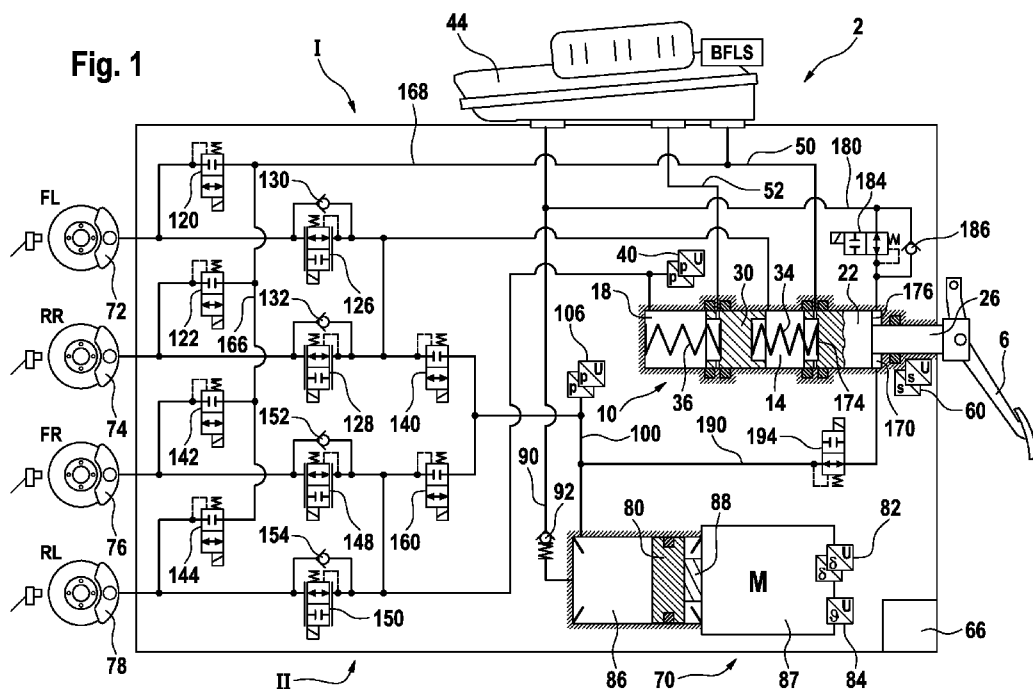 Fig. 1
44
BFLS
2
I
168
50
180
52
184
186
FL
120
130
126
40
U
p
p
18
30
34
22
176
26
6
72
RR
122
166
132
128
140
106
U
p
p
10
36
14
174
170
U
s
s
60
74
FR
142
152
148
160
100
190
194
90
92
80
88
82
76
RL
144
154
150
M
U
δ
δ
U
ϑ
84
66
78
II
86
70
87